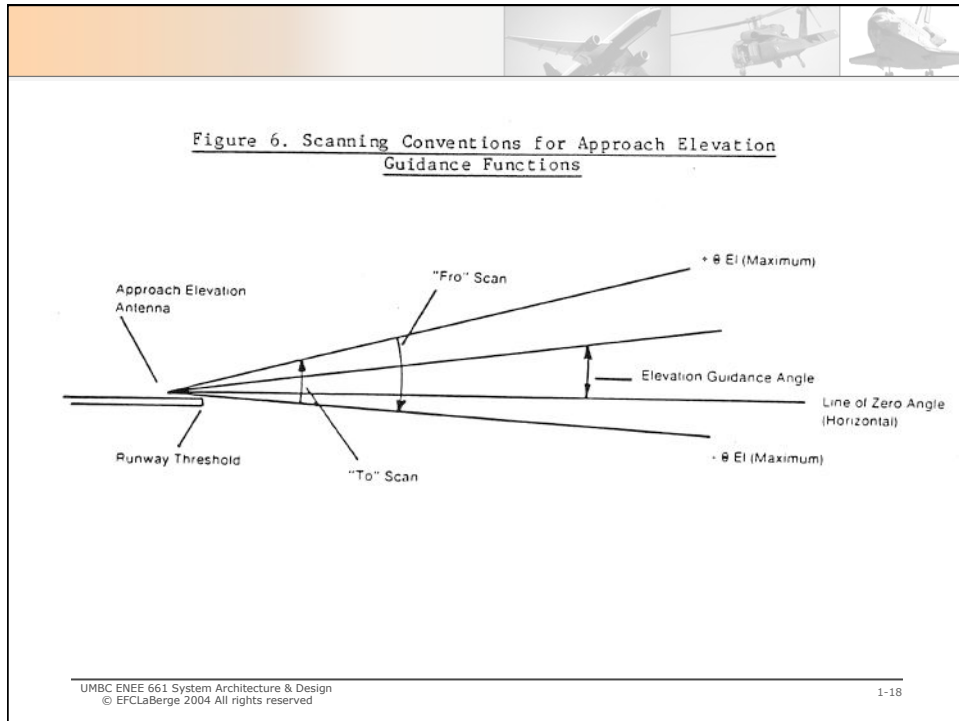 Figure 6. Scanning Conventions for Approach Elevation
Guidance Functions
+ θ El (Maximum)
"Fro" Scan
Approach Elevation
Antenna
Elevation Guidance Angle
Line of Zero Angle
(Horizontal)
Runway Threshold
"To" Scan
- θ El (Maximum)
UMBC ENEE 661 System Architecture & Design
© EFCLaBerge 2004 All rights reserved
1-18